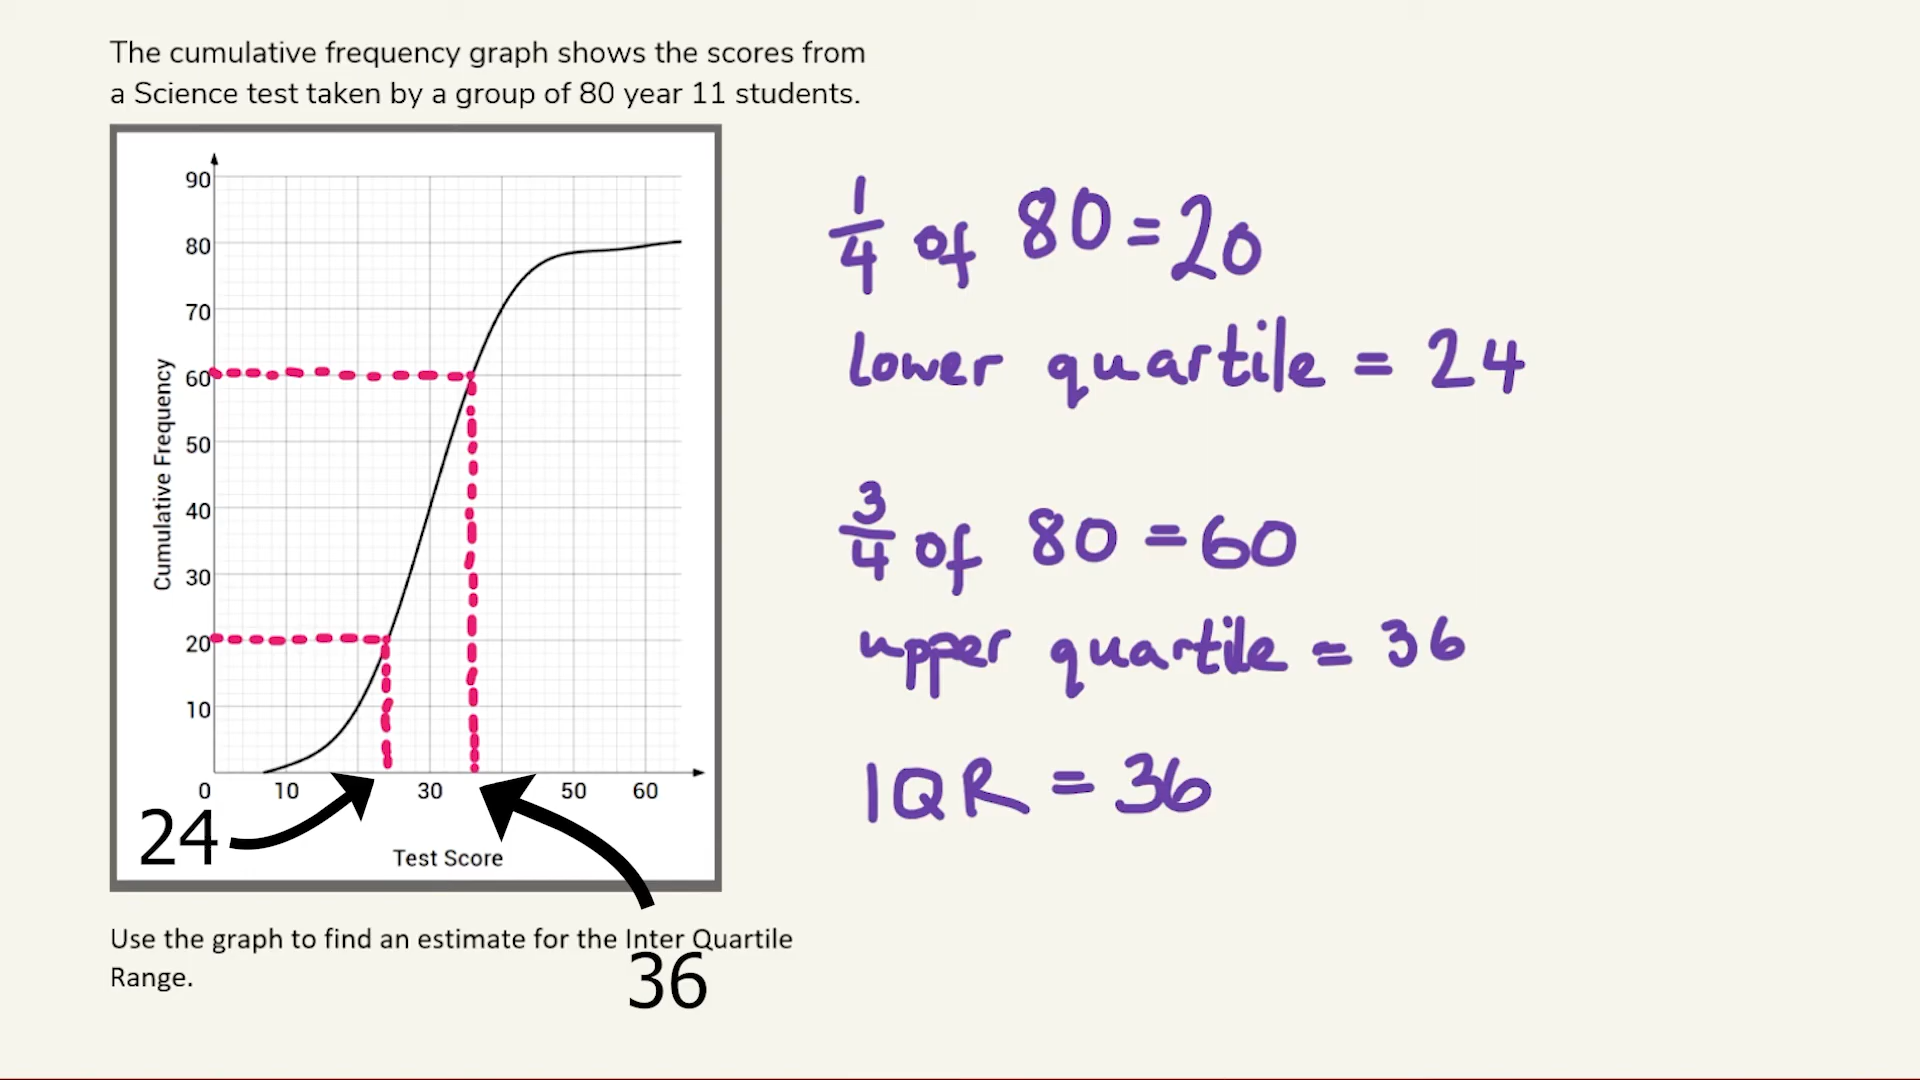 The cumulative frequency graph shows the scores from
a Science test taken by a group of 80 year 11 students.
90
80
70
60
50
40
30
20
10
Cumulative Frequency
0 10 30 50 60
Test Score
24
36
Use the graph to find an estimate for the Inter Quartile
Range.
1/4 of 80 = 20
lower quartile = 24
3/4 of 80 = 60
upper quartile = 36
IQR = 36